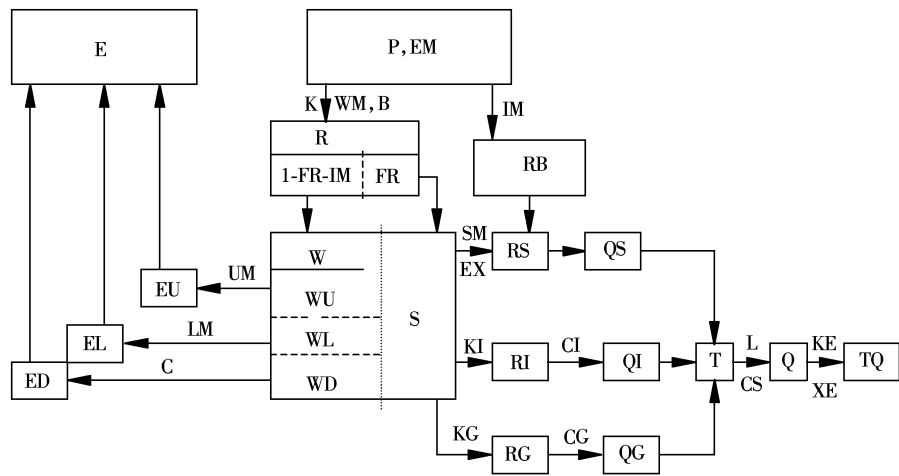 E
P,EM
K
WM,B
IM
R
1-FR-IM
FR
RB
W
WU
WL
WD
S
UM
EU
LM
EL
C
ED
SM
EX
RS
QS
KI
RI
CI
QI
T
L
CS
Q
KE
XE
TQ
KG
RG
CG
QG